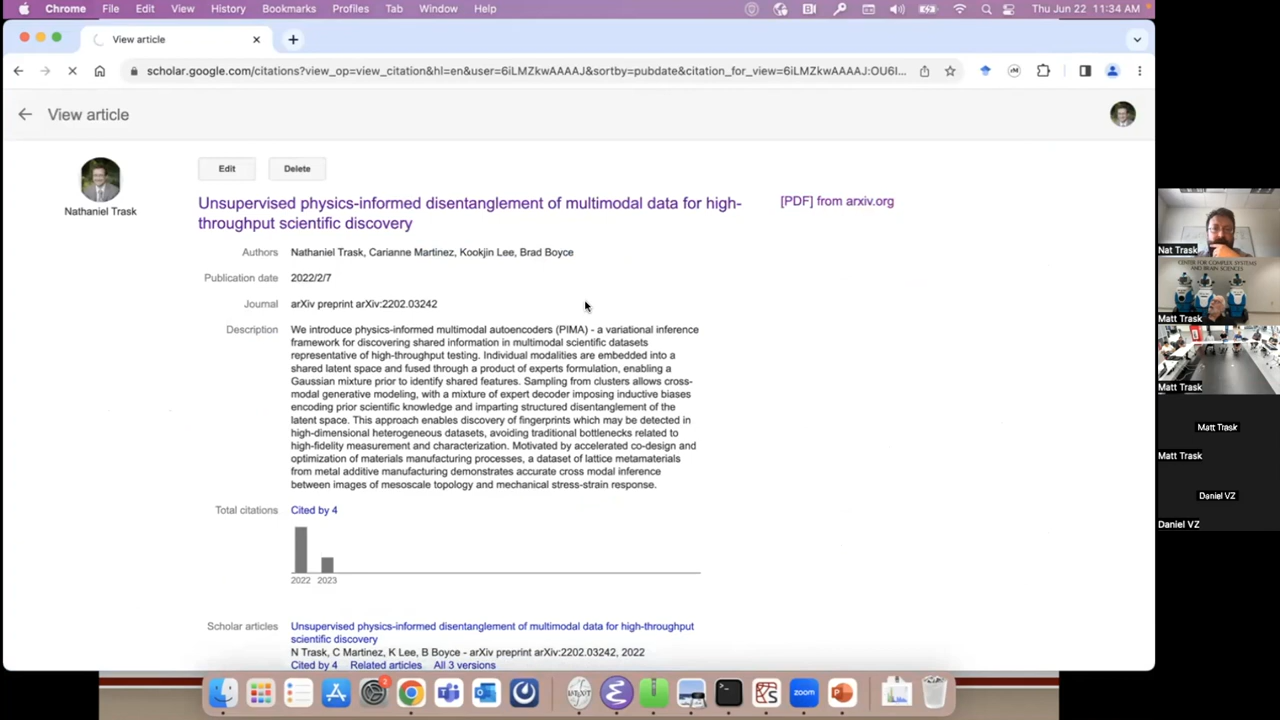 Chrome File Edit View History Bookmarks Profiles Tab Window Help Thu Jun 22 11:34 AM
View article
scholar.google.com/citations?view_op=view_citation&hl=en&user=6iLMZkwAAAAJ&sortby=pubdate&citation_for_view=6iLMZkwAAAAJ:OU6I...
View article
Nathaniel Trask
Edit Delete
Unsupervised physics-informed disentanglement of multimodal data for high-
throughput scientific discovery
[PDF] from arxiv.org
Authors Nathaniel Trask, Carianne Martinez, Kookjin Lee, Brad Boyce
Publication date 2022/2/7
Journal arXiv preprint arXiv:2202.03242
Description We introduce physics-informed multimodal autoencoders (PIMA) - a variational inference
framework for discovering shared information in multimodal scientific datasets
representative of high-throughput testing. Individual modalities are embedded into a
shared latent space and fused through a product of experts formulation, enabling a
Gaussian mixture prior to identify shared features. Sampling from clusters allows cross-
modal generative modeling, with a mixture of expert decoder imposing inductive biases
encoding prior scientific knowledge and imparting structured disentanglement of the
latent space. This approach enables discovery of fingerprints which may be detected in
high-dimensional heterogeneous datasets, avoiding traditional bottlenecks related to
high-fidelity measurement and characterization. Motivated by accelerated co-design and
optimization of materials manufacturing processes, a dataset of lattice metamaterials
from metal additive manufacturing demonstrates accurate cross modal inference
between images of mesoscale topology and mechanical stress-strain response.
Total citations Cited by 4
2022 2023
Scholar articles Unsupervised physics-informed disentanglement of multimodal data for high-throughput
scientific discovery
N Trask, C Martinez, K Lee, B Boyce - arXiv preprint arXiv:2202.03242, 2022
Cited by 4 Related articles All 3 versions
Nat Trask
CENTER FOR COMPLEX SYSTEMS
AND BRAIN SCIENCES
Matt Trask
Matt Trask
Matt Trask
Matt Trask
Daniel VZ
Daniel VZ
2
zoom